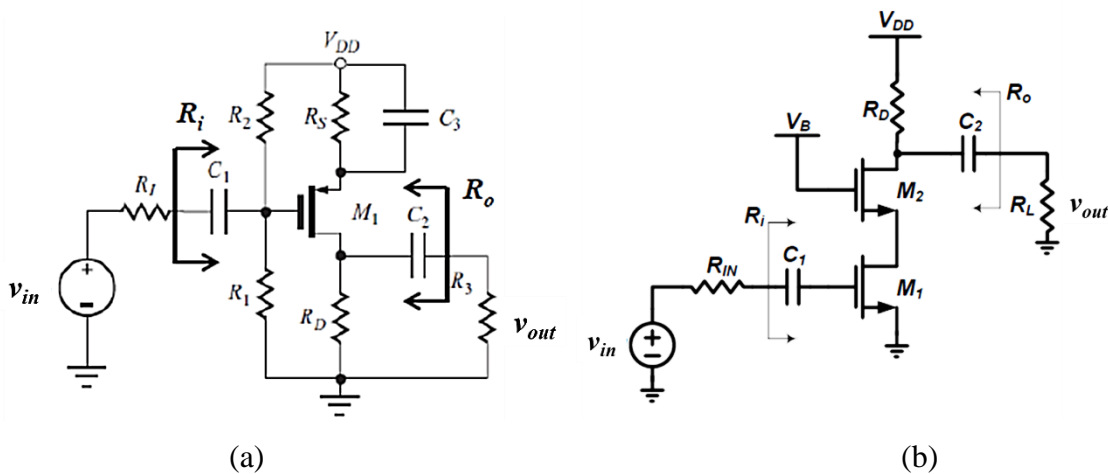 V_DD
R_i
R_2
R_S
C_3
R_I
C_1
M_1
C_2
R_o
v_in
R_1
R_D
R_3
v_out
(a)
V_DD
R_D
R_o
V_B
C_2
M_2
R_i
R_L
v_out
R_IN
C_1
M_1
v_in
(b)